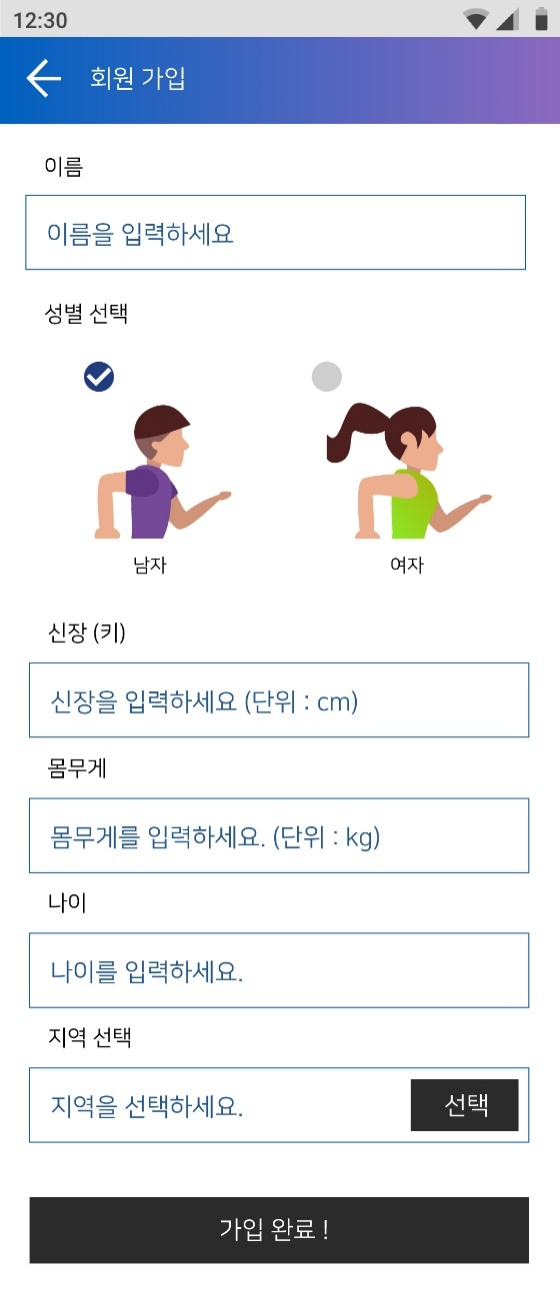 12:30
회원 가입
이름
이름을 입력하세요
성별 선택
남자
여자
신장 (키)
신장을 입력하세요 (단위 : cm)
몸무게
몸무게를 입력하세요. (단위 : kg)
나이
나이를 입력하세요.
지역 선택
지역을 선택하세요.
선택
가입 완료 !